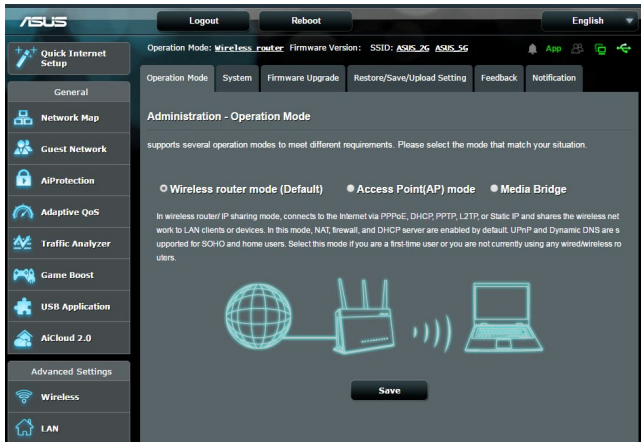 ASUS
Logout
Reboot
English
Quick Internet
Setup
Operation Mode: Wireless router Firmware Version: SSID: ASUS_2G ASUS_5G
App
Operation Mode
System
Firmware Upgrade
Restore/Save/Upload Setting
Feedback
Notification
General
Network Map
Guest Network
AiProtection
Adaptive QoS
Traffic Analyzer
Game Boost
USB Application
AiCloud 2.0
Advanced Settings
Wireless
LAN
Administration - Operation Mode
supports several operation modes to meet different requirements. Please select the mode that match your situation.
Wireless router mode (Default)
Access Point(AP) mode
Media Bridge
In wireless router/ IP sharing mode, connects to the Internet via PPPoE, DHCP, PPTP, L2TP, or Static IP and shares the wireless net
work to LAN clients or devices. In this mode, NAT, firewall, and DHCP server are enabled by default. UPnP and Dynamic DNS are s
upported for SOHO and home users. Select this mode if you are a first-time user or you are not currently using any wired/wireless ro
uters.
Save